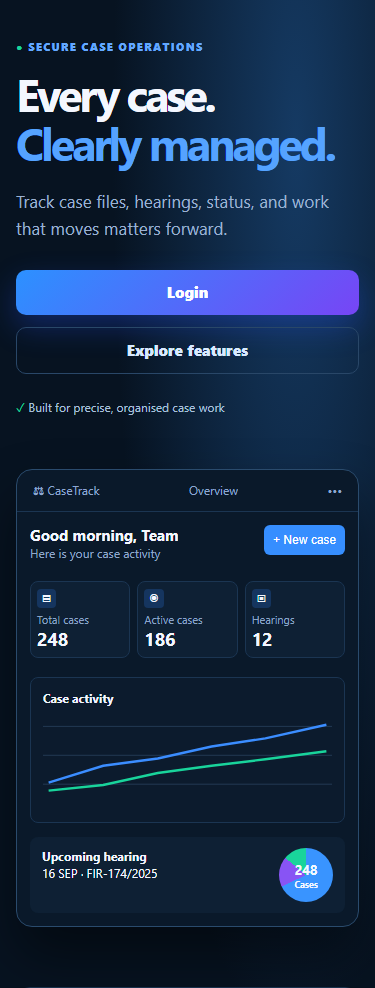 SECURE CASE OPERATIONS
Every case.
Clearly managed.
Track case files, hearings, status, and work
that moves matters forward.
Login
Explore features
✓ Built for precise, organised case work
CaseTrack Overview •••
Good morning, Team
Here is your case activity
+ New case
Total cases
248
Active cases
186
Hearings
12
Case activity
Upcoming hearing
16 SEP · FIR-174/2025
248
Cases